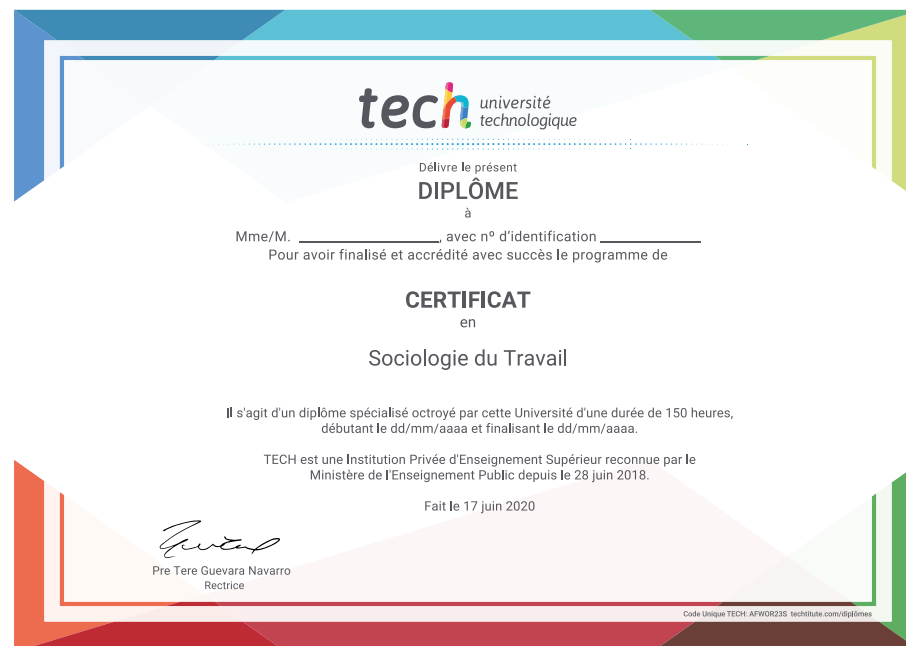 tech université
technologique
Délivre le présent
DIPLÔME
à
Mme/M. ____________________, avec nº d'identification ______________
Pour avoir finalisé et accrédité avec succès le programme de
CERTIFICAT
en
Sociologie du Travail
Il s'agit d'un diplôme spécialisé octroyé par cette Université d'une durée de 150 heures,
débutant le dd/mm/aaaa et finalisant le dd/mm/aaaa.
TECH est une Institution Privée d'Enseignement Supérieur reconnue par le
Ministère de l'Enseignement Public depuis le 28 juin 2018.
Fait le 17 juin 2020
Pre Tere Guevara Navarro
Rectrice
Code Unique TECH: AFWOR23S techtitute.com/diplômes